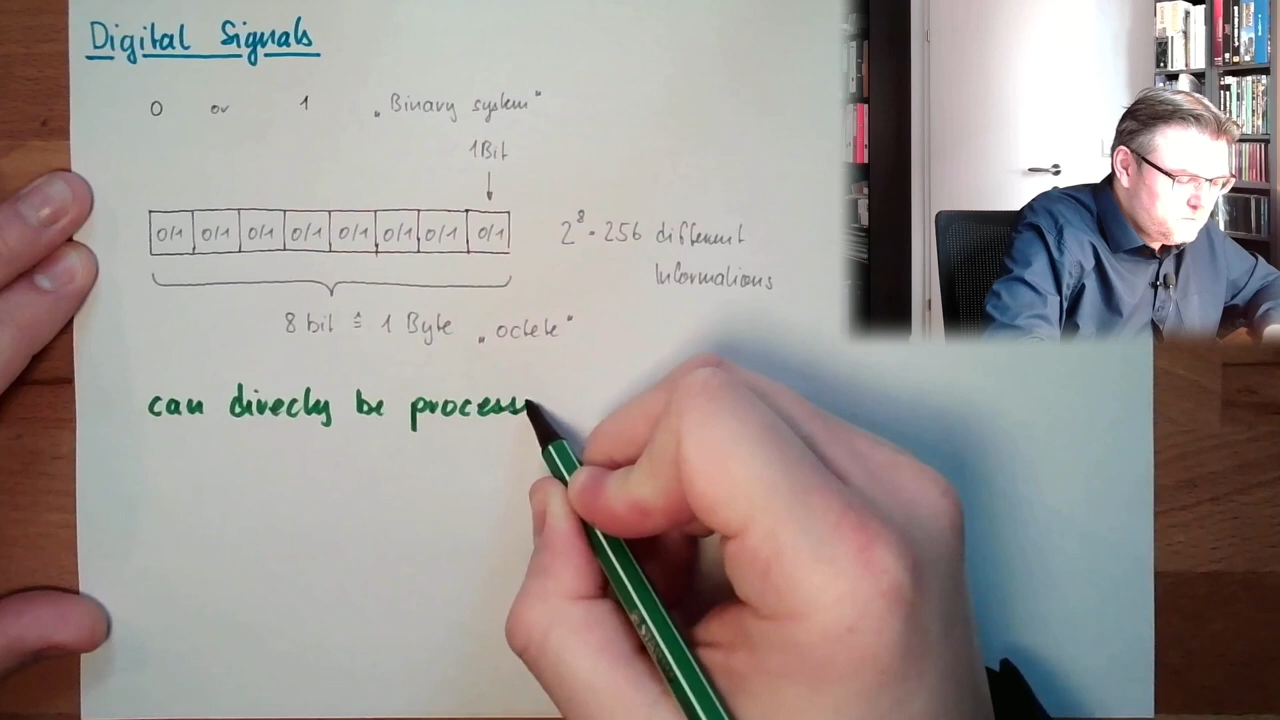 Digital Signals
0 or 1 „Binary system"
1Bit
0/1 0/1 0/1 0/1 0/1 0/1 0/1 0/1 2⁸ = 256 different
Informations
8 bit ≙ 1 Byte „octete"
can direcly be process